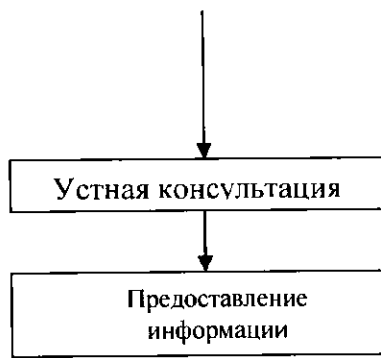 Устная консультация
Предоставление
информации